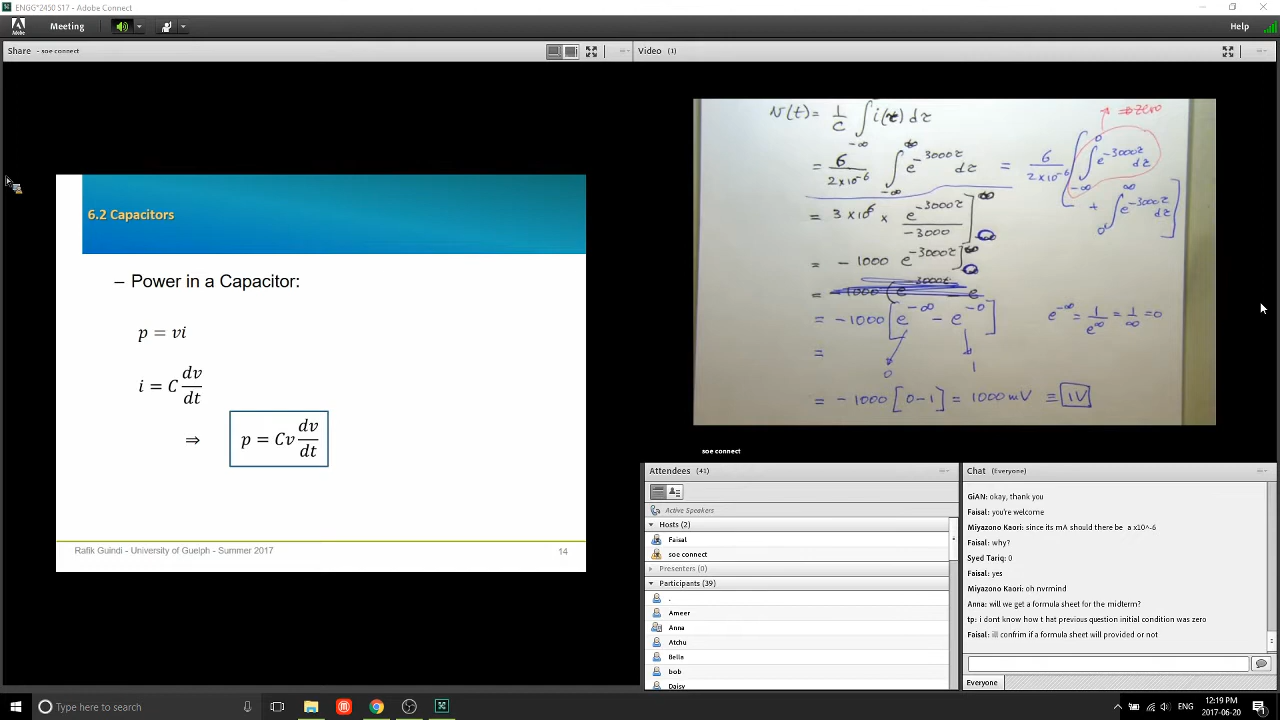 ENGG*2450 S17 - Adobe Connect
Adobe
Meeting
Help
Share - soe connect
Video (1)
6.2 Capacitors
– Power in a Capacitor:
p = vi
i = C dv/dt
⇒ p = Cv dv/dt
Rafik Guindi - University of Guelph - Summer 2017
14
v(t) = 1/C ∫_{-∞} i(τ) dτ
↑ ⇒ zero
= 6/(2x10^-6) ∫_{-∞} e^{-3000τ} dτ = 6/(2x10^-6) [∫_{-∞}^{0} e^{-3000τ} dτ
+ ∫_{0}^{∞} e^{-3000τ} dτ]
= 3 x 10^6 x e^{-3000τ}/-3000 ]
= -1000 e^{-3000τ} ]
= -1000 [e^{-∞} - e^{-0}]
e^{-∞} = 1/e^∞ = 1/∞ = 0
=
0
1
= -1000 [0-1] = 1000 mV ≡ 1V
soe connect
Attendees (41)
Active Speakers
Hosts (2)
Faisal
soe connect
Presenters (0)
Participants (39)
.
Ameer
Anna
Atchu
Bella
bob
Daisy
Chat (Everyone)
GiAN: okay, thank you
Faisal: you're welcome
Miyazono Kaori: since its mA should there be a x10^-6
Faisal: why?
Syed Tariq: 0
Faisal: yes
Miyazono Kaori: oh nvrmind
Anna: will we get a formula sheet for the midterm?
tp: i dont know how t hat previous question initial condition was zero
Faisal: ill confrim if a formula sheet will provided or not
Everyone
Type here to search
ENG
12:19 PM
2017-06-20